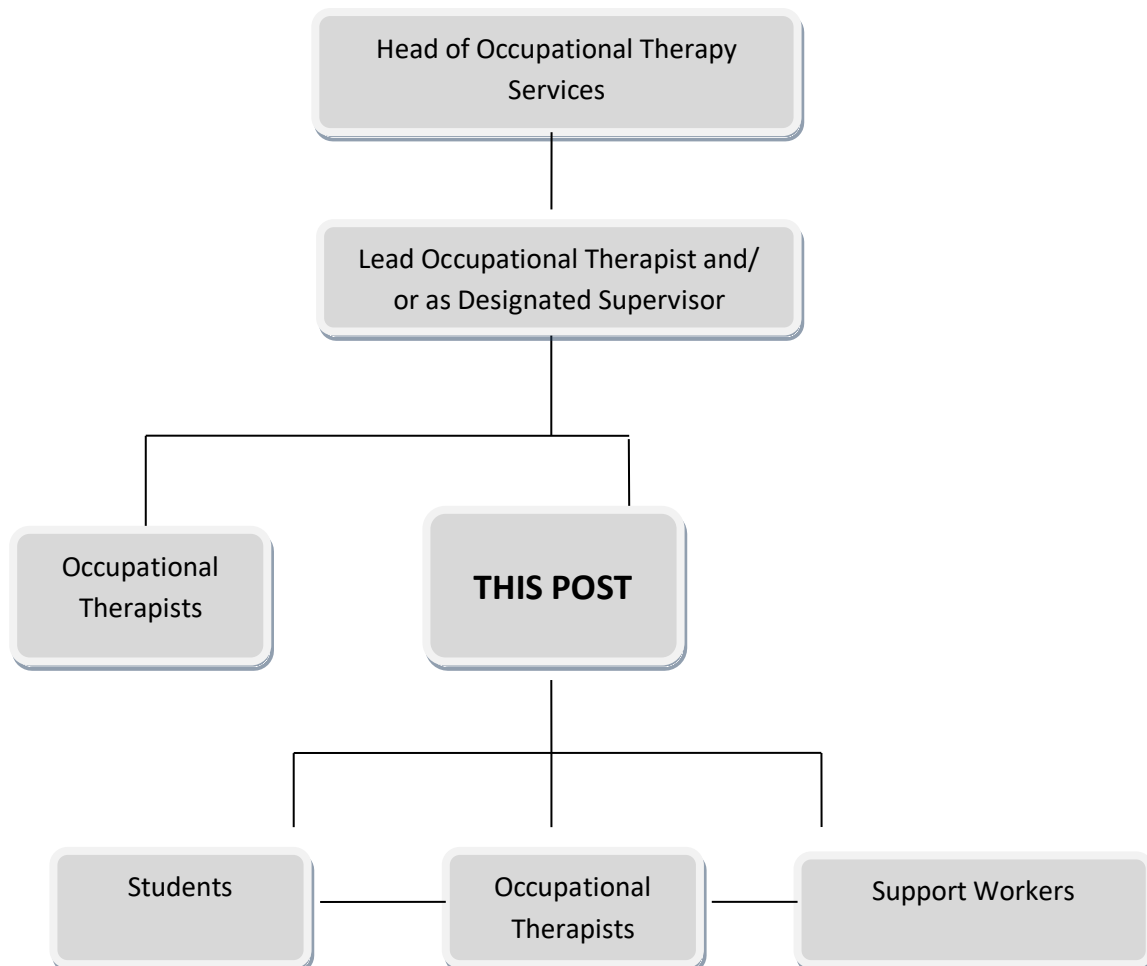 Head of Occupational Therapy
Services
Lead Occupational Therapist and/
or as Designated Supervisor
Occupational
Therapists
THIS POST
Students
Occupational
Therapists
Support Workers